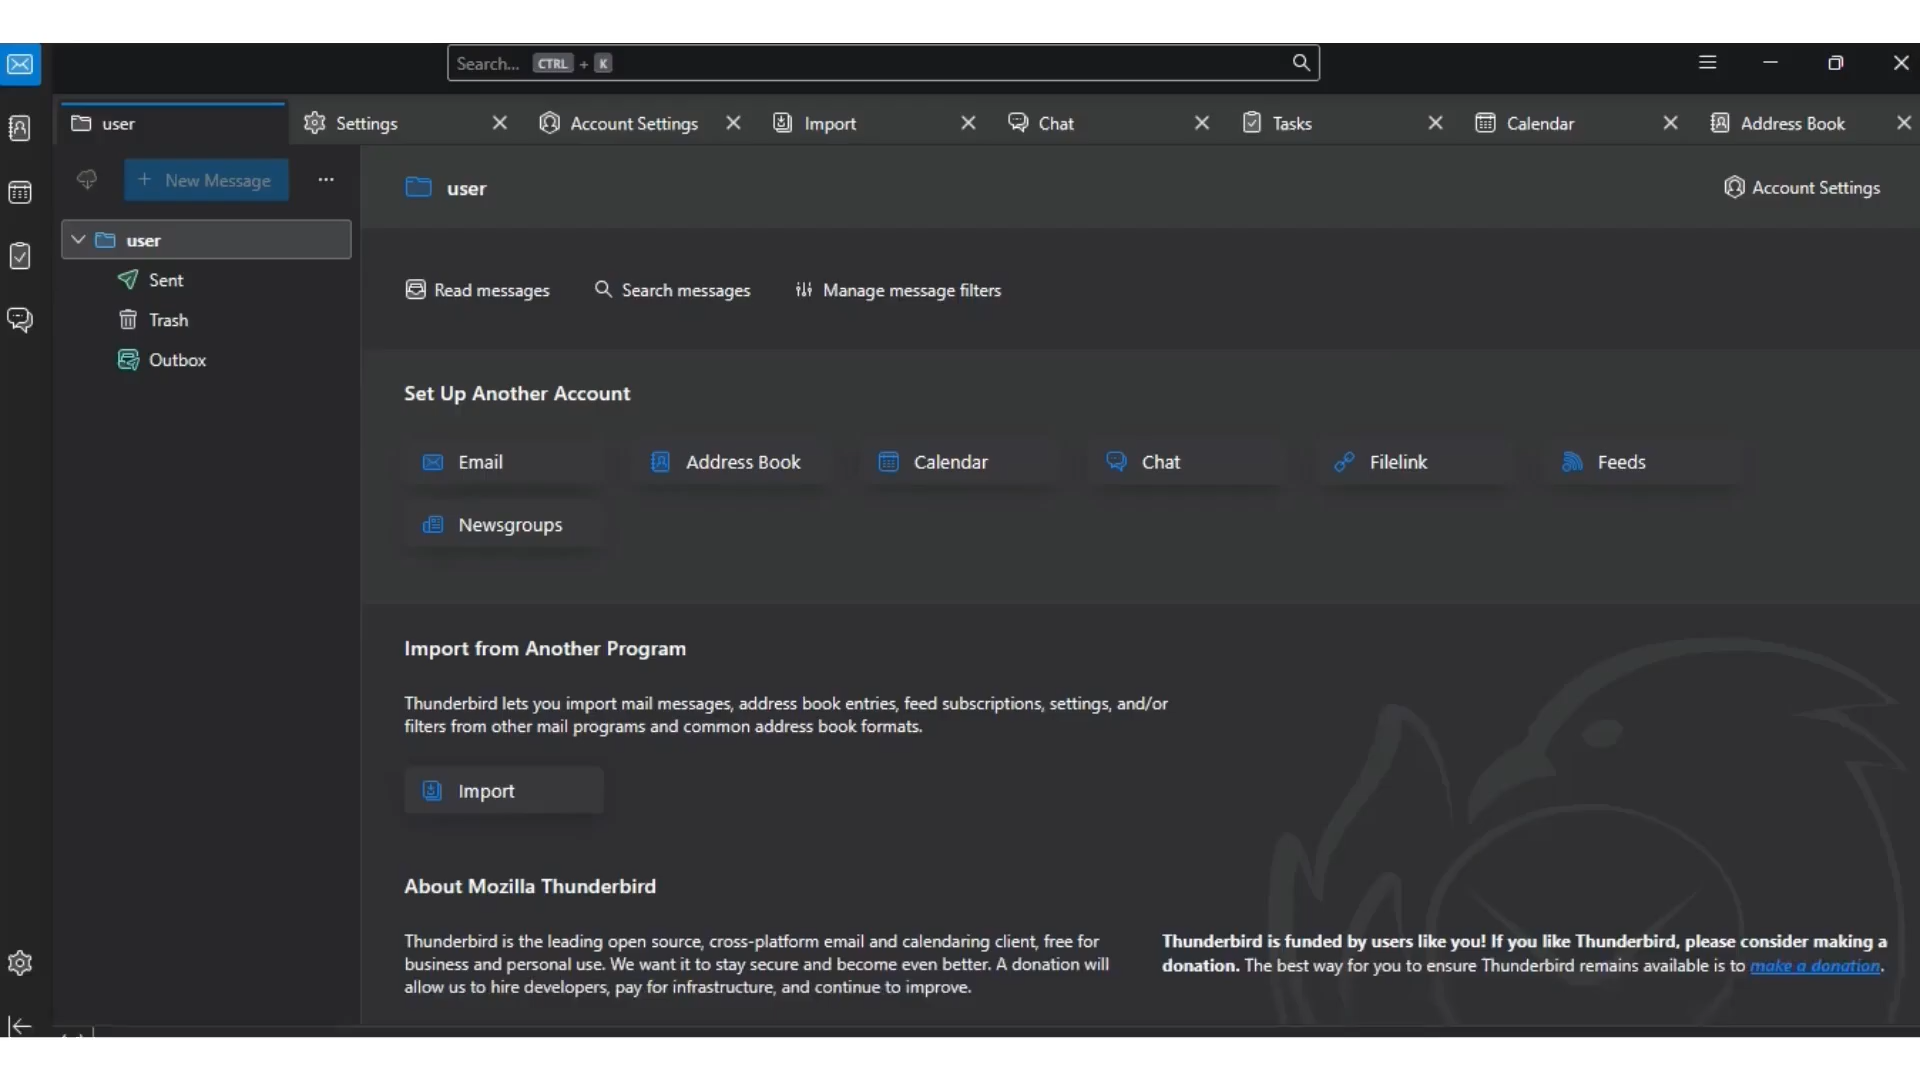 Search... CTRL + K
user Settings Account Settings Import Chat Tasks Calendar Address Book
+ New Message ...
user Account Settings
user
Sent
Trash
Outbox
Read messages Search messages Manage message filters
Set Up Another Account
Email Address Book Calendar Chat Filelink Feeds
Newsgroups
Import from Another Program
Thunderbird lets you import mail messages, address book entries, feed subscriptions, settings, and/or
filters from other mail programs and common address book formats.
Import
About Mozilla Thunderbird
Thunderbird is the leading open source, cross-platform email and calendaring client, free for
business and personal use. We want it to stay secure and become even better. A donation will
allow us to hire developers, pay for infrastructure, and continue to improve.
Thunderbird is funded by users like you! If you like Thunderbird, please consider making a
donation. The best way for you to ensure Thunderbird remains available is to make a donation.